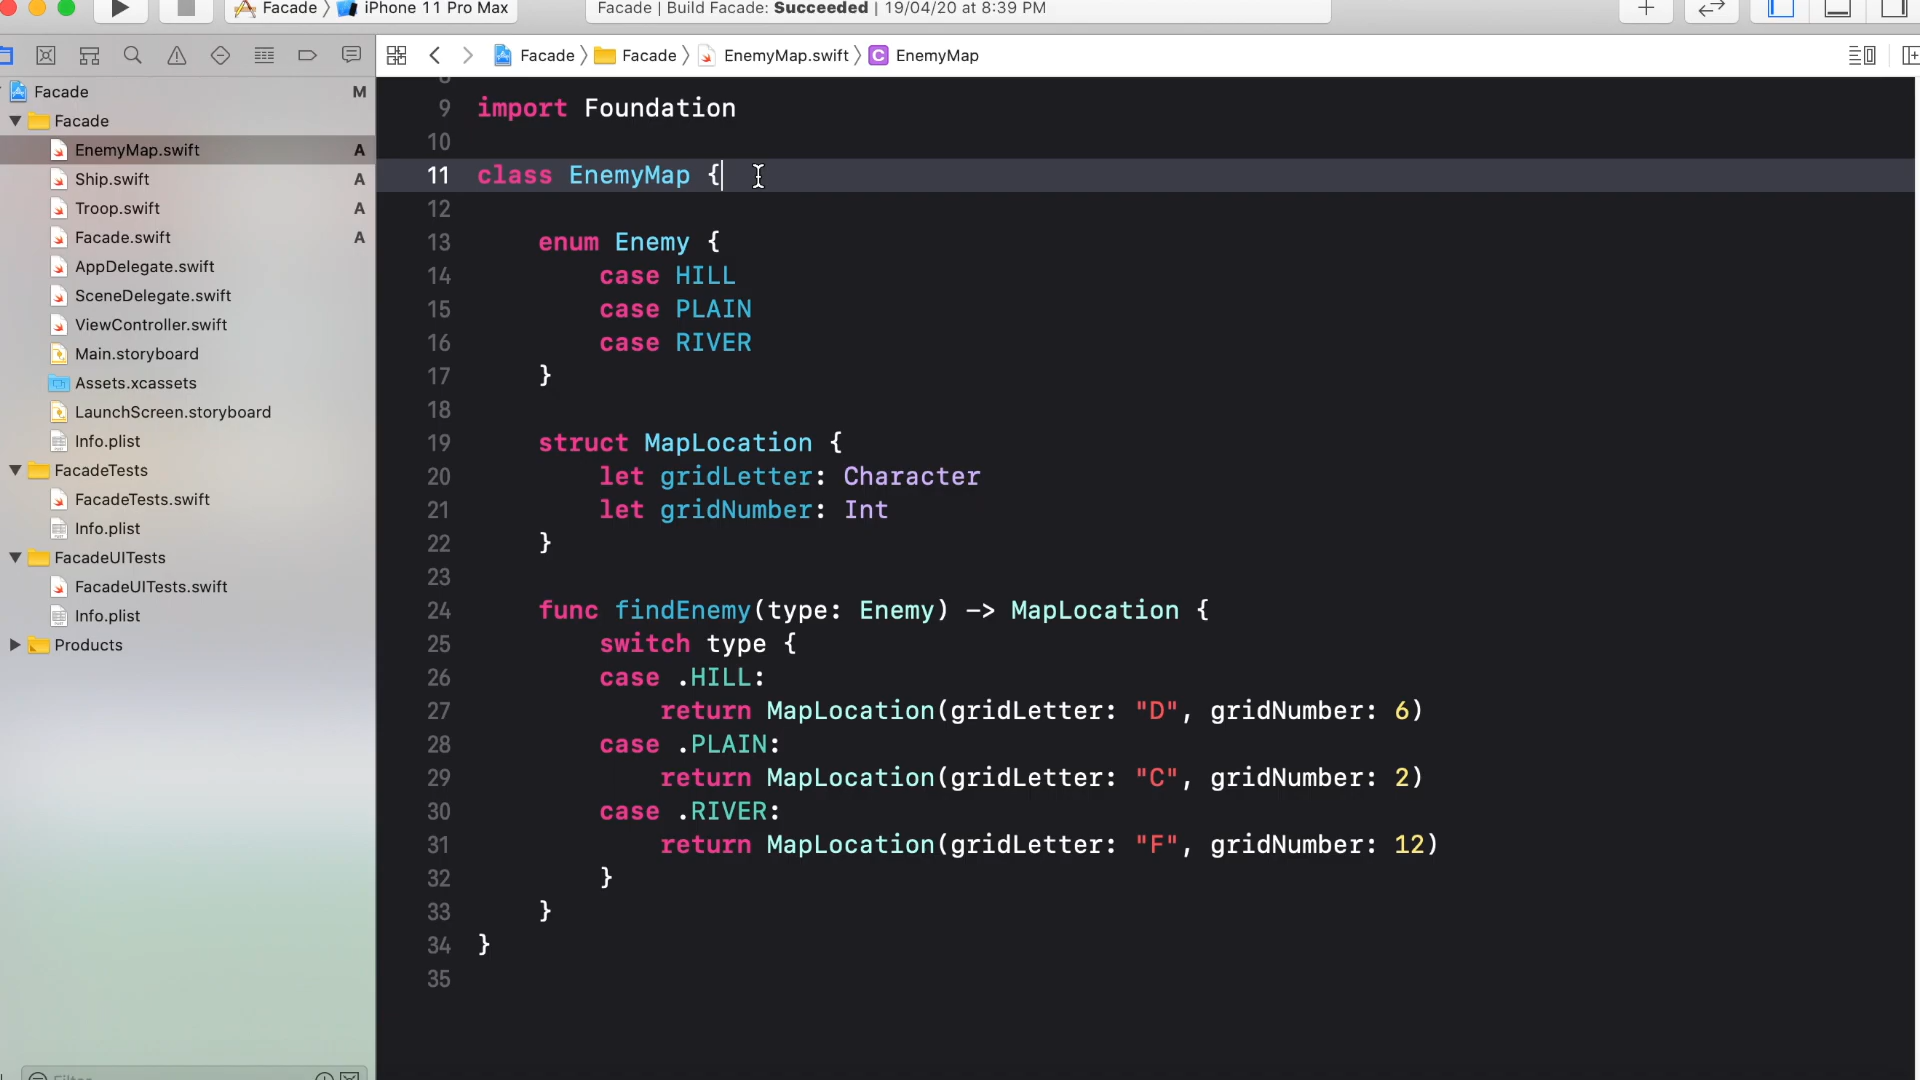 Facade 〉 iPhone 11 Pro Max
Facade | Build Facade: Succeeded | 19/04/20 at 8:39 PM
Facade 〉 Facade 〉 EnemyMap.swift 〉 C EnemyMap
Facade M
Facade
EnemyMap.swift A
Ship.swift A
Troop.swift A
Facade.swift A
AppDelegate.swift
SceneDelegate.swift
ViewController.swift
Main.storyboard
Assets.xcassets
LaunchScreen.storyboard
Info.plist
FacadeTests
FacadeTests.swift
Info.plist
FacadeUITests
FacadeUITests.swift
Info.plist
Products
9 import Foundation
10
11 class EnemyMap {
12
13 enum Enemy {
14 case HILL
15 case PLAIN
16 case RIVER
17 }
18
19 struct MapLocation {
20 let gridLetter: Character
21 let gridNumber: Int
22 }
23
24 func findEnemy(type: Enemy) -> MapLocation {
25 switch type {
26 case .HILL:
27 return MapLocation(gridLetter: "D", gridNumber: 6)
28 case .PLAIN:
29 return MapLocation(gridLetter: "C", gridNumber: 2)
30 case .RIVER:
31 return MapLocation(gridLetter: "F", gridNumber: 12)
32 }
33 }
34 }
35